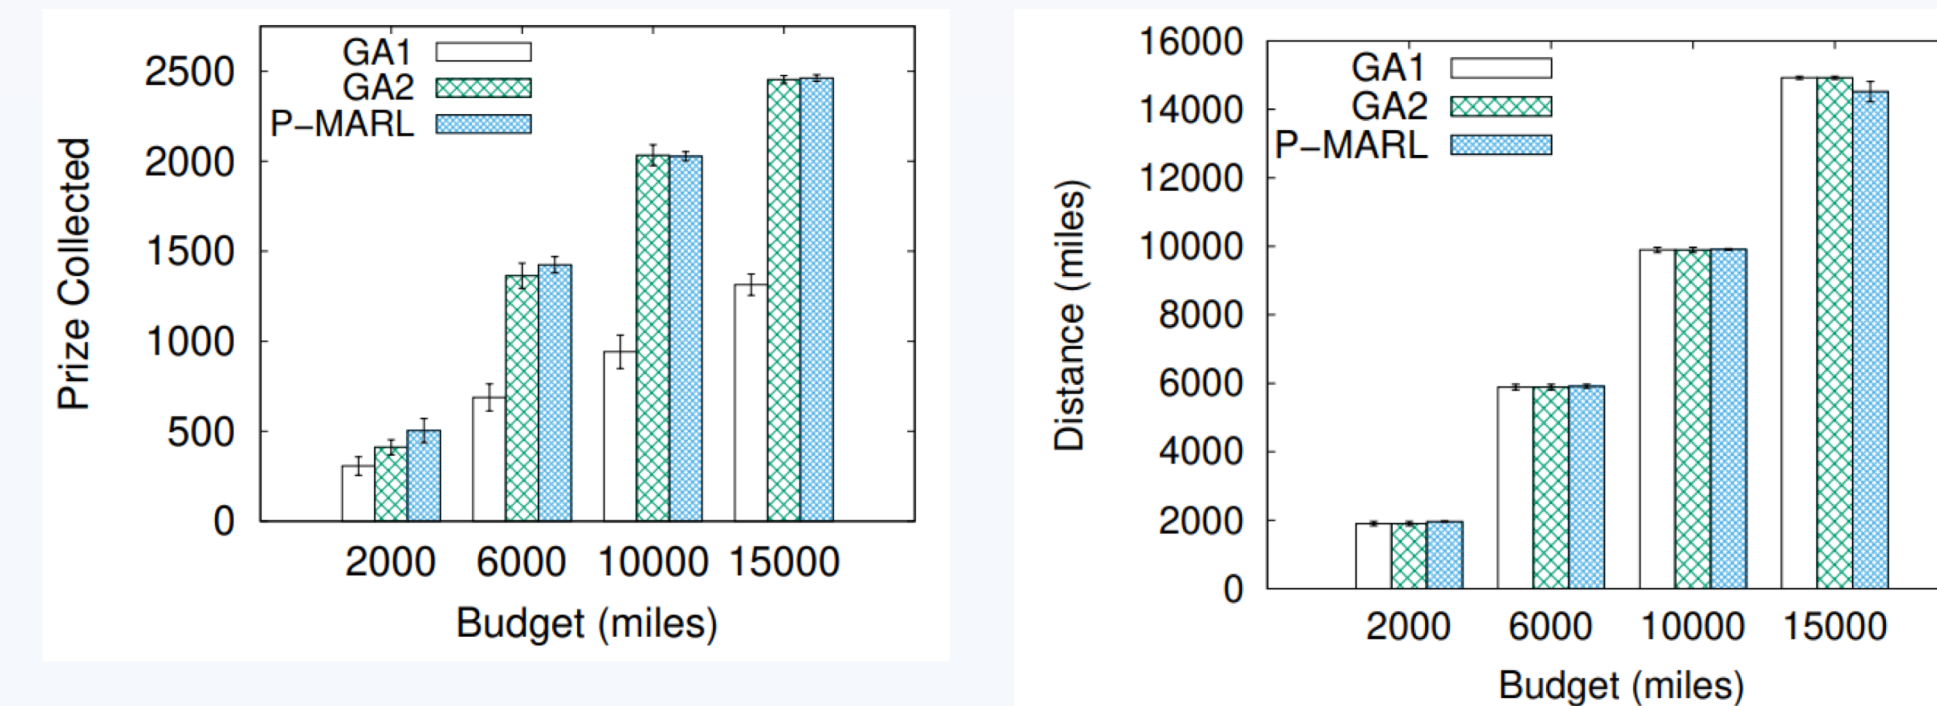 GA1
GA2
P−MARL
2500
2000
1500
1000
500
0
Prize Collected
2000 6000 10000 15000
Budget (miles)
GA1
GA2
P−MARL
16000
14000
12000
10000
8000
6000
4000
2000
0
Distance (miles)
2000 6000 10000 15000
Budget (miles)